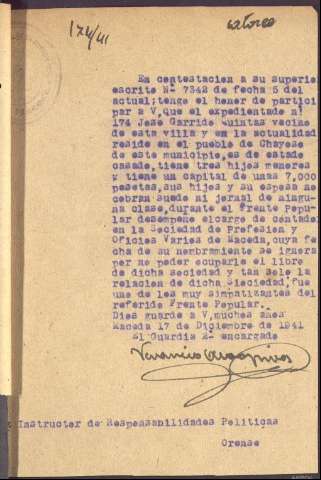 174/41
catorce
En contestacion a su superio
escrito Nº 7342 de fecha 5 del
actual; tengo el honor de partici
par a V, que el expedientado nº
174 Jose Garrido Quintas vecino
de esta villa y en la actualidad
reside en el pueblo de Chayose
de este municipio, es de estado
casado, tiene tres hijos menores
y tiene un capital de unas 7,000
pesetas, sus hijos y su esposa no
cobran sueldo ni jornal de ningu
na clase, durante el Frente Popu
lar desempeño el cargo de contador
en la Sociedad de Profesion y
Oficios Varios de Maceda, cuya fe
cha de su nombramiento se ignora
por no poder ocuparle el libro
de dicha Sociedad y tan solo la
relacion de dicha Siociedad, fue
uno de los muy simpatizantes del
referido Frente Popular.
Dios guarde a V, muchos años
Maceda 17 de Diciembre de 1941
El Guardia 2º encargado
Instructor de Responsabilidades Politicas
Orense